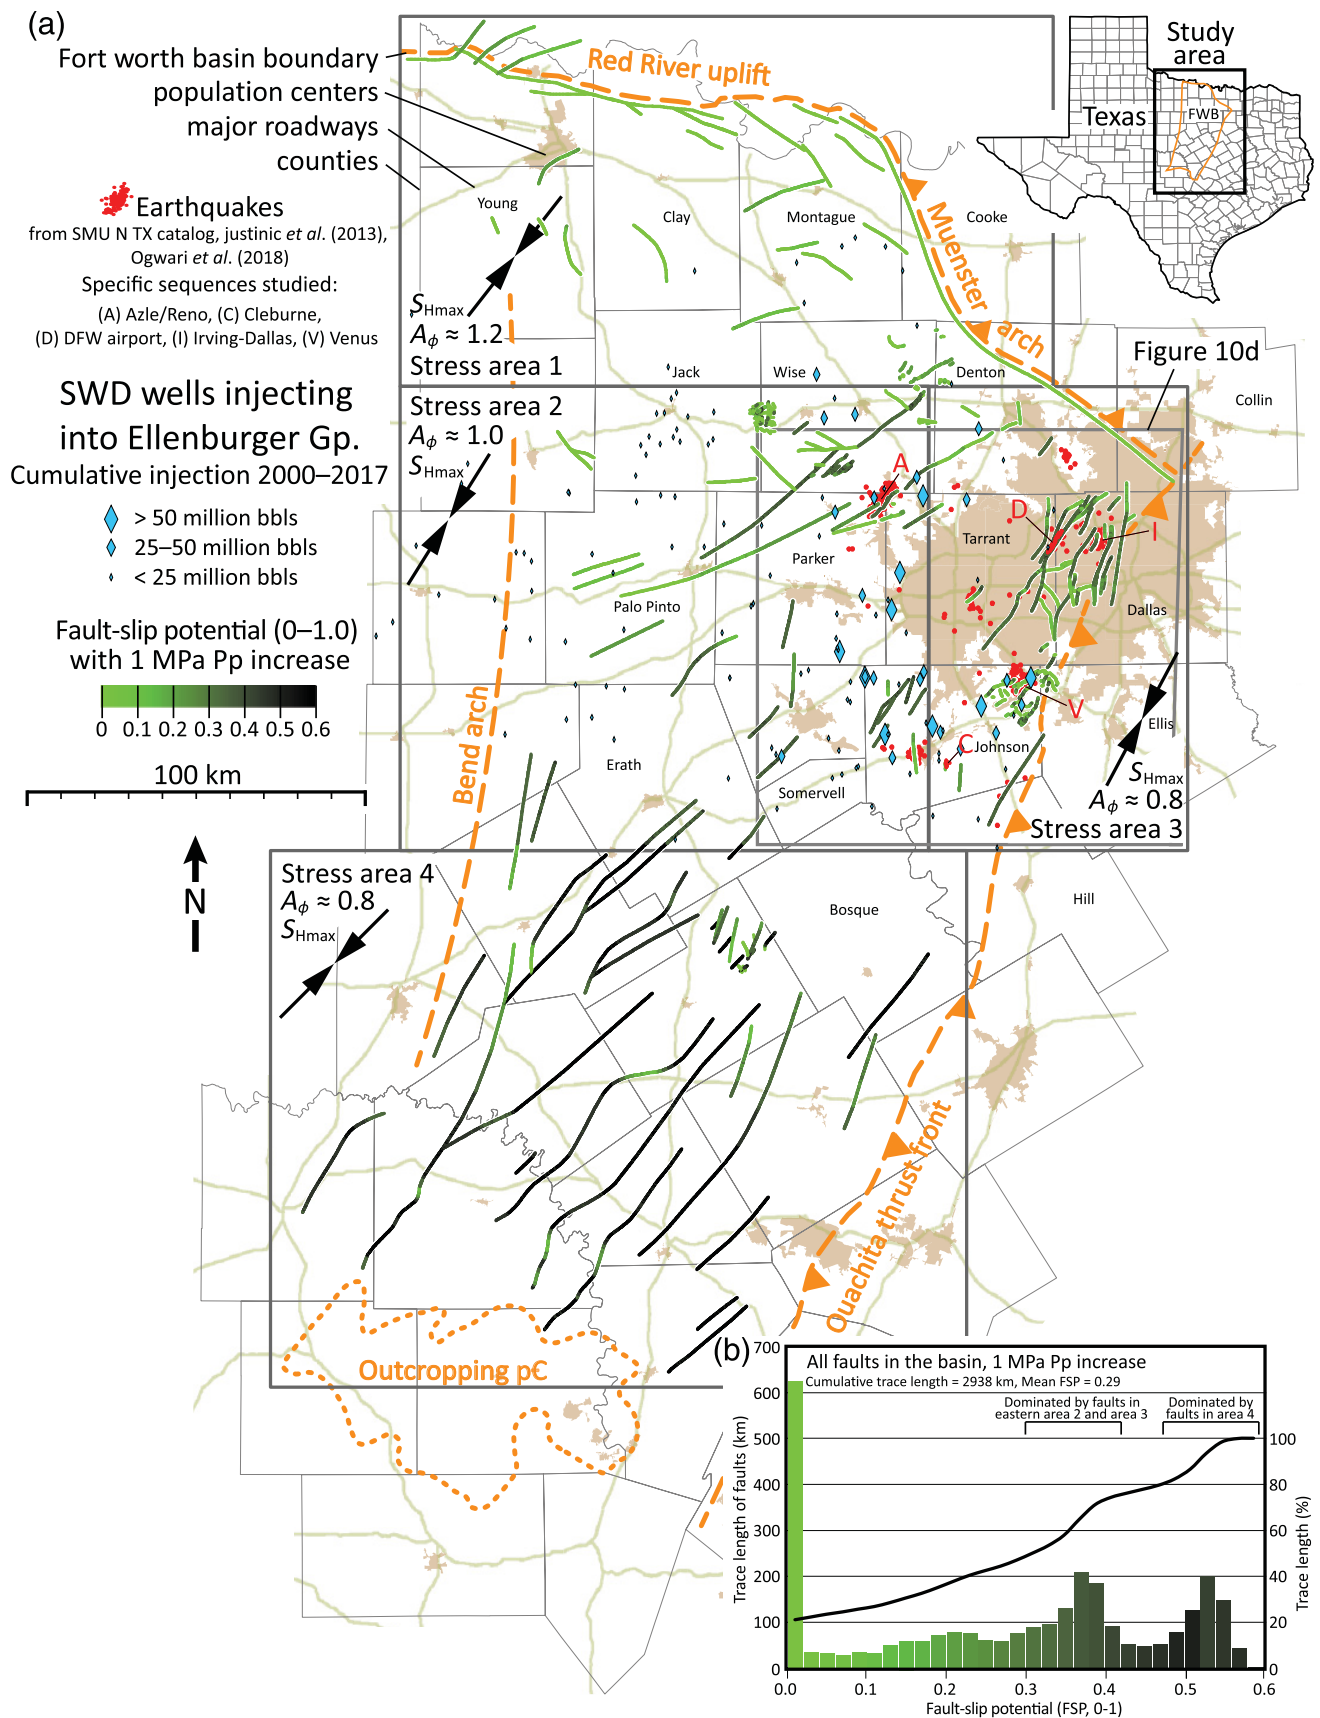 (a)
Fort worth basin boundary
population centers
major roadways
counties
Earthquakes
from SMU N TX catalog, justinic et al. (2013),
Ogwari et al. (2018)
Specific sequences studied:
(A) Azle/Reno, (C) Cleburne,
(D) DFW airport, (I) Irving-Dallas, (V) Venus
SWD wells injecting
into Ellenburger Gp.
Cumulative injection 2000–2017
> 50 million bbls
25–50 million bbls
< 25 million bbls
Fault-slip potential (0–1.0)
with 1 MPa Pp increase
0 0.1 0.2 0.3 0.4 0.5 0.6
100 km
N
Study
area
Texas
FWB
Red River uplift
Muenster
arch
Young
Clay
Montague
Cooke
SHmax
Aϕ ≈ 1.2
Stress area 1
Jack
Wise
Denton
Figure 10d
Collin
Stress area 2
Aϕ ≈ 1.0
SHmax
A
D
I
Parker
Tarrant
Palo Pinto
Dallas
Bend arch
V
Ellis
C
Johnson
Erath
Somervell
SHmax
Aϕ ≈ 0.8
Stress area 3
Stress area 4
Aϕ ≈ 0.8
SHmax
Bosque
Hill
Ouachita thrust front
Outcropping pC
(b)
All faults in the basin, 1 MPa Pp increase
Cumulative trace length = 2938 km, Mean FSP = 0.29
Dominated by faults in
eastern area 2 and area 3
Dominated by
faults in area 4
700
600
500
400
300
200
100
0
Trace length of faults (km)
100
80
60
40
20
0
Trace length (%)
0.0 0.1 0.2 0.3 0.4 0.5 0.6
Fault-slip potential (FSP, 0-1)